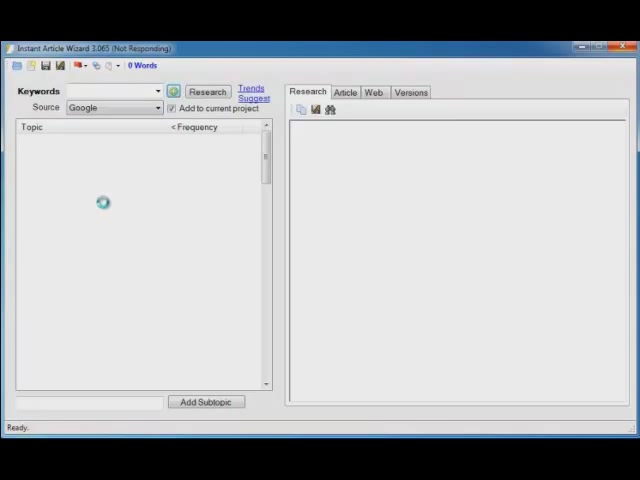 Instant Article Wizard 3.065 (Not Responding)
0 Words
Keywords
Research
Trends
Suggest
Source
Google
Add to current project
Topic
< Frequency
Add Subtopic
Research
Article
Web
Versions
Ready.